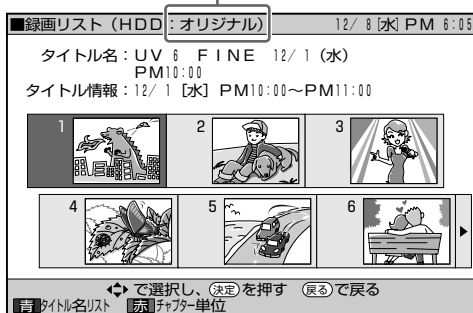 ■録画リスト（HDD：オリジナル） 12/ 8[水]PM 6:05
タイトル名：UV 6 FINE 12/ 1（水）
PM10:00
タイトル情報：12/ 1 [水] PM10:00〜PM11:00
1 2 3
4 5 6
で選択し、決定を押す 戻るで戻る
青 タイトル名リスト 赤 チャプター単位